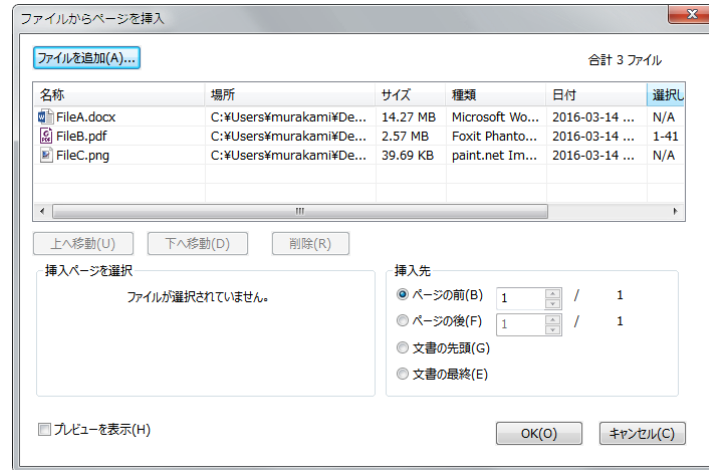 ファイルからページを挿入
ファイルを追加(A)...
合計 3 ファイル
名称 場所 サイズ 種類 日付 選択し
FileA.docx C:¥Users¥murakami¥De... 14.27 MB Microsoft Wo... 2016-03-14 ... N/A
FileB.pdf C:¥Users¥murakami¥De... 2.57 MB Foxit Phanto... 2016-03-14 ... 1-41
FileC.png C:¥Users¥murakami¥De... 39.69 KB paint.net Im... 2016-03-14 ... N/A
上へ移動(U) 下へ移動(D) 削除(R)
挿入ページを選択
ファイルが選択されていません。
挿入先
ページの前(B) 1 / 1
ページの後(F) 1 / 1
文書の先頭(G)
文書の最終(E)
プレビューを表示(H)
OK(O) キャンセル(C)